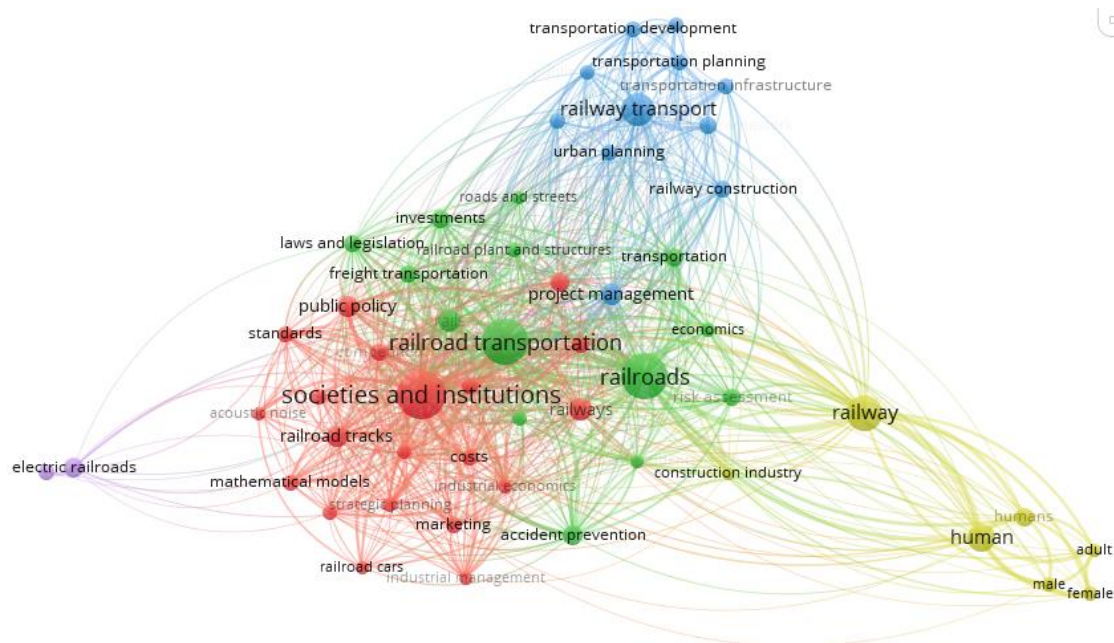 transportation development
transportation planning
transportation infrastructure
railway transport
urban planning
railway construction
roads and streets
investments
laws and legislation
railroad plant and structures
transportation
freight transportation
project management
public policy
rails
economics
standards
railroad transportation
railroads
societies and institutions
risk assessment
railways
railway
acoustic noise
railroad tracks
costs
electric railroads
construction industry
mathematical models
industrial economics
strategic planning
marketing
accident prevention
humans
human
adult
railroad cars
industrial management
male
female